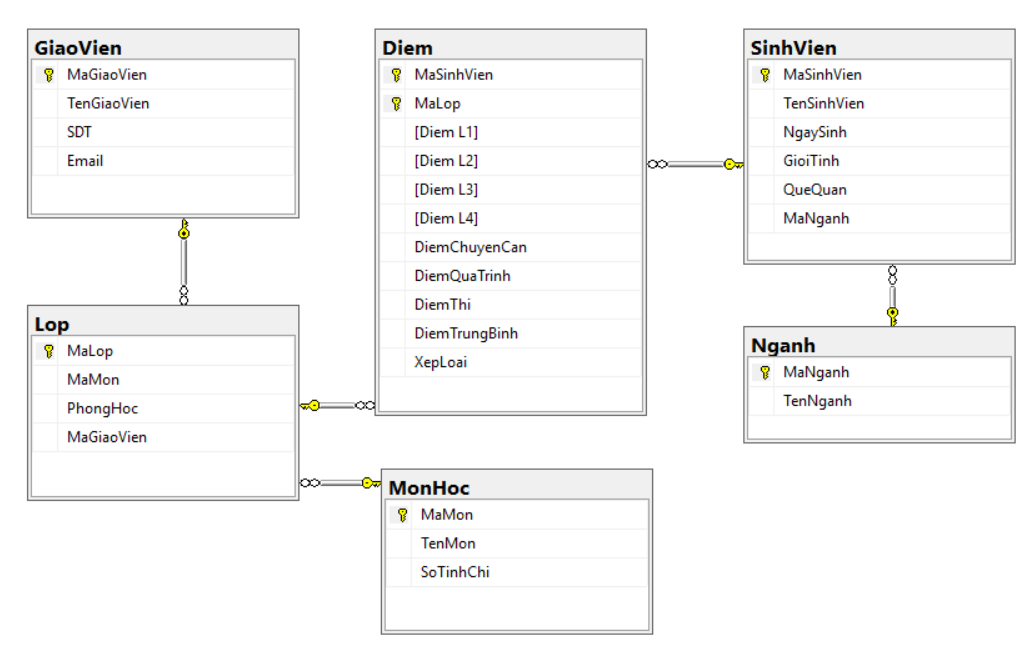 GiaoVien
MaGiaoVien
TenGiaoVien
SDT
Email
Diem
MaSinhVien
MaLop
[Diem L1]
[Diem L2]
[Diem L3]
[Diem L4]
DiemChuyenCan
DiemQuaTrinh
DiemThi
DiemTrungBinh
XepLoai
SinhVien
MaSinhVien
TenSinhVien
NgaySinh
GioiTinh
QueQuan
MaNganh
Lop
MaLop
MaMon
PhongHoc
MaGiaoVien
Nganh
MaNganh
TenNganh
MonHoc
MaMon
TenMon
SoTinChi